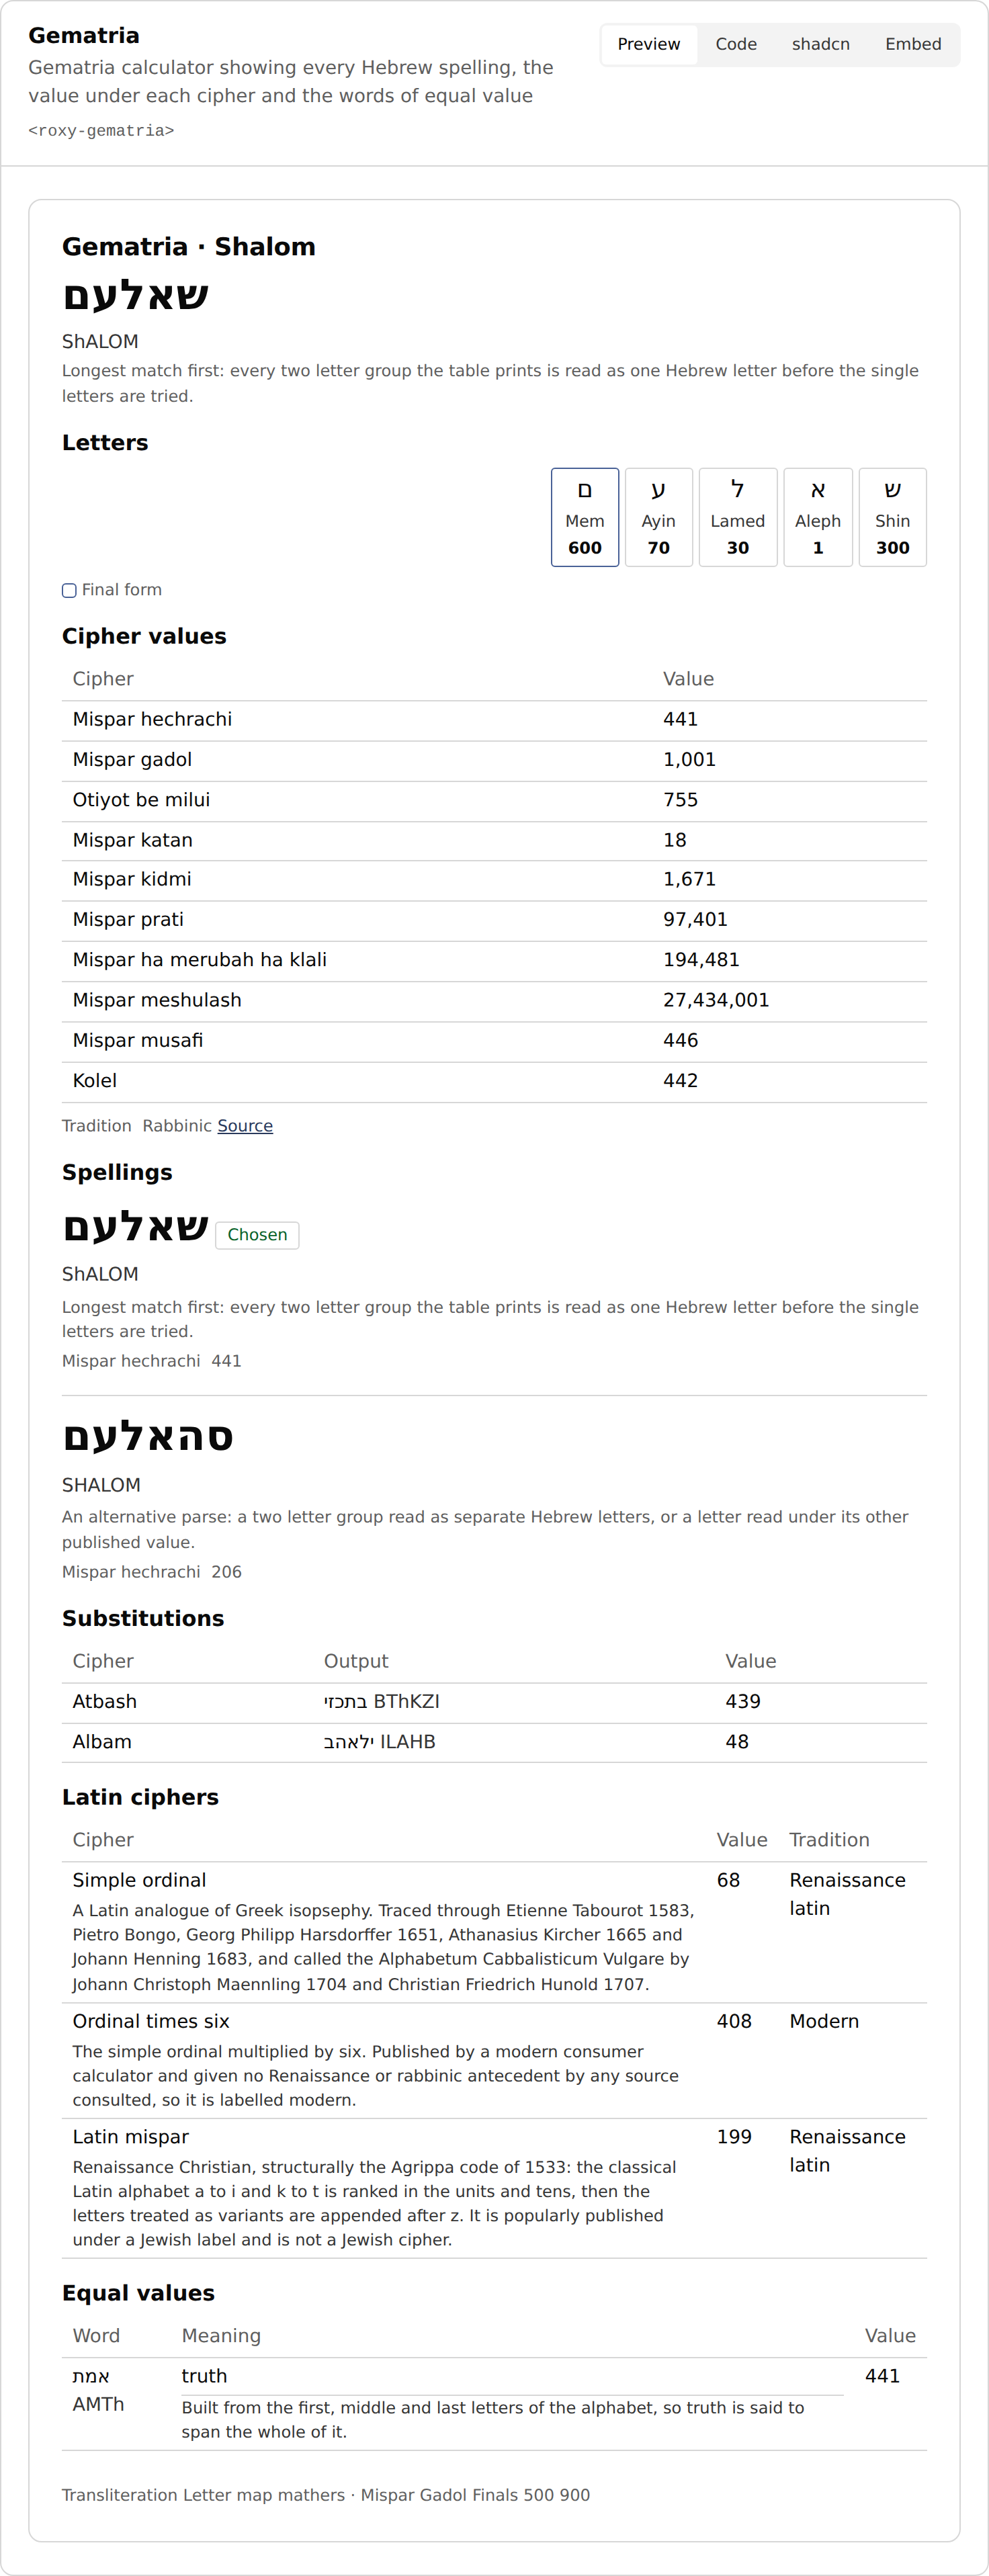 Gematria
Gematria calculator showing every Hebrew spelling, the
value under each cipher and the words of equal value
<roxy-gematria>
Preview Code shadcn Embed
Gematria · Shalom
שאלעם
ShALOM
Longest match first: every two letter group the table prints is read as one Hebrew letter before the single
letters are tried.
Letters
ש א ל ע ם
Mem Ayin Lamed Aleph Shin
600 70 30 1 300
Final form
Cipher values
Cipher Value
Mispar hechrachi 441
Mispar gadol 1,001
Otiyot be milui 755
Mispar katan 18
Mispar kidmi 1,671
Mispar prati 97,401
Mispar ha merubah ha klali 194,481
Mispar meshulash 27,434,001
Mispar musafi 446
Kolel 442
Tradition Rabbinic Source
Spellings
שאלעם Chosen
ShALOM
Longest match first: every two letter group the table prints is read as one Hebrew letter before the single
letters are tried.
Mispar hechrachi 441
סהאלעם
SHALOM
An alternative parse: a two letter group read as separate Hebrew letters, or a letter read under its other
published value.
Mispar hechrachi 206
Substitutions
Cipher Output Value
Atbash בתכזי BThKZI 439
Albam ילאהב ILAHB 48
Latin ciphers
Cipher Value Tradition
Simple ordinal 68 Renaissance latin
A Latin analogue of Greek isopsephy. Traced through Etienne Tabourot 1583,
Pietro Bongo, Georg Philipp Harsdorffer 1651, Athanasius Kircher 1665 and
Johann Henning 1683, and called the Alphabetum Cabbalisticum Vulgare by
Johann Christoph Maennling 1704 and Christian Friedrich Hunold 1707.
Ordinal times six 408 Modern
The simple ordinal multiplied by six. Published by a modern consumer
calculator and given no Renaissance or rabbinic antecedent by any source
consulted, so it is labelled modern.
Latin mispar 199 Renaissance latin
Renaissance Christian, structurally the Agrippa code of 1533: the classical
Latin alphabet a to i and k to t is ranked in the units and tens, then the
letters treated as variants are appended after z. It is popularly published
under a Jewish label and is not a Jewish cipher.
Equal values
Word Meaning Value
אמת truth 441
AMTh
Built from the first, middle and last letters of the alphabet, so truth is said to
span the whole of it.
Transliteration Letter map mathers · Mispar Gadol Finals 500 900